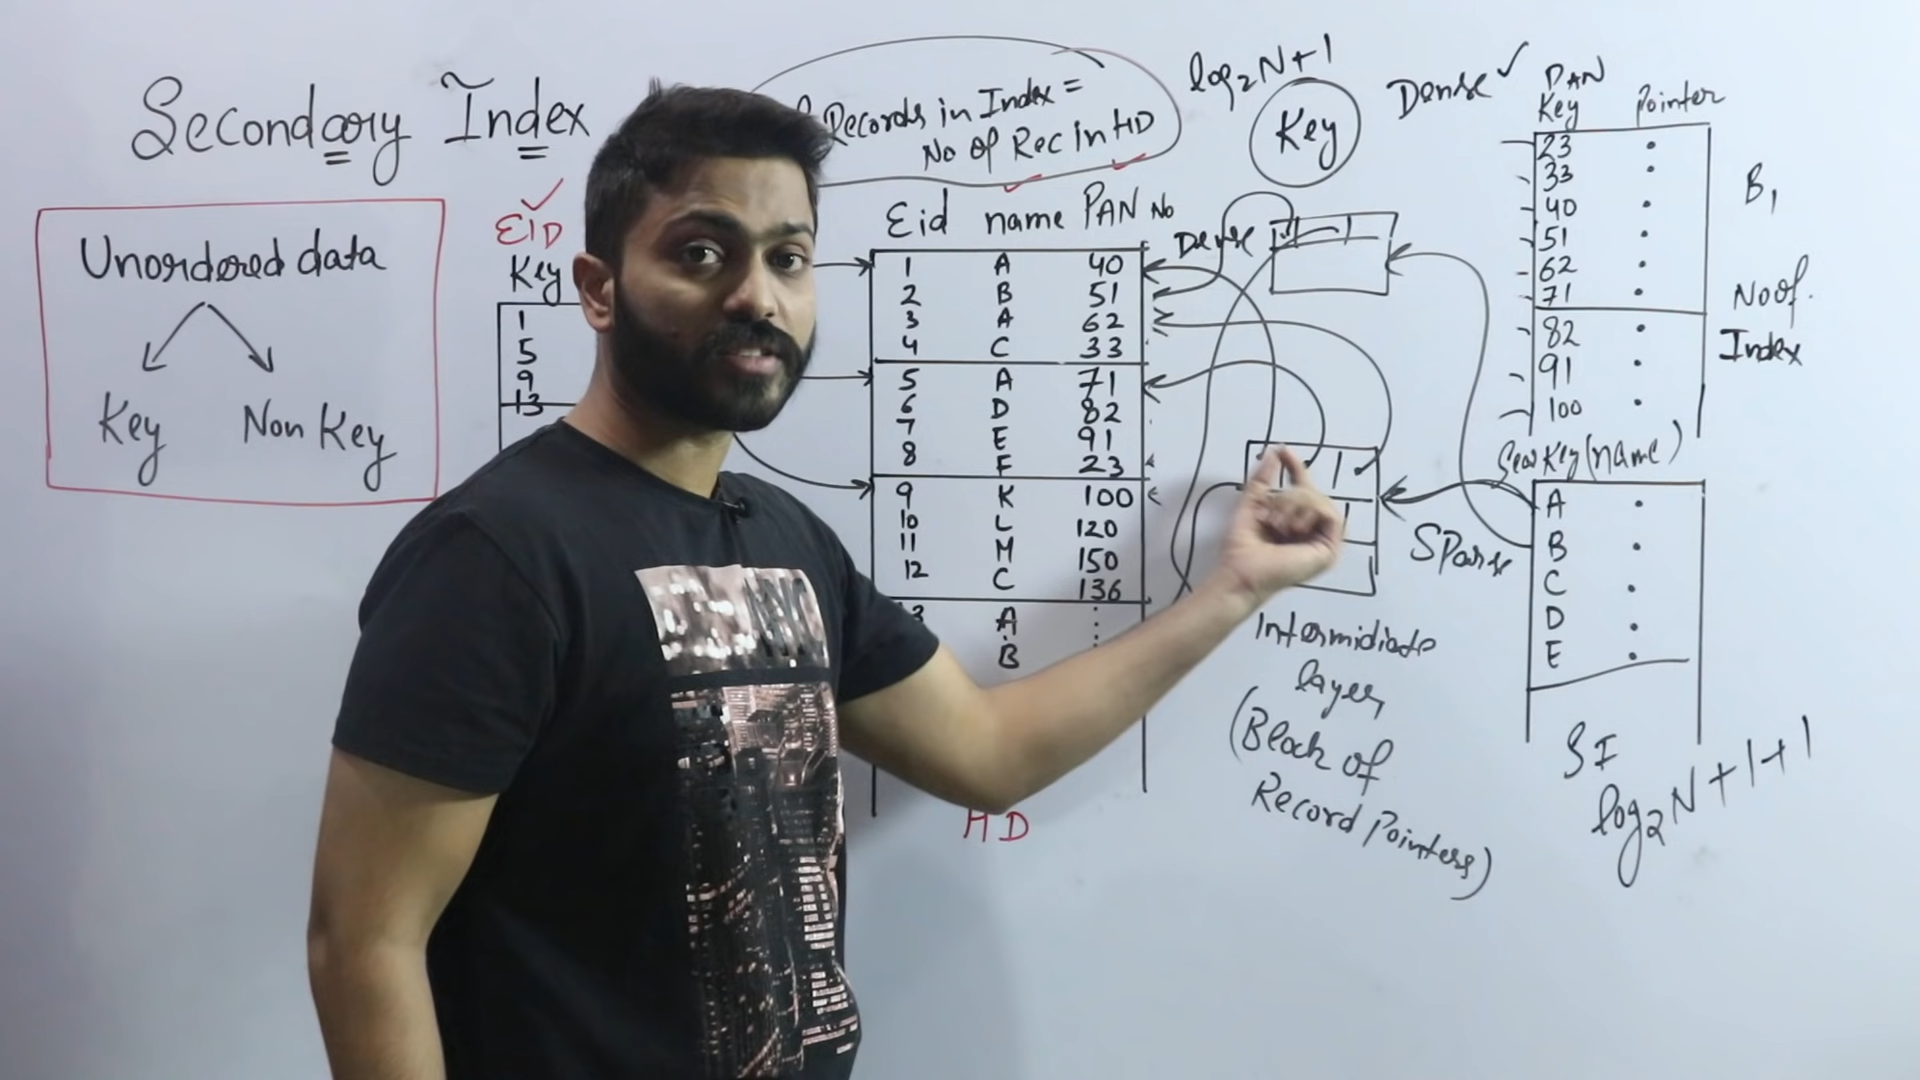 Secondary Index
Unordered data
Key Non Key
EID
Key
1
5
9
13
Records in Index =
No of Rec in HD
Eid name PAN No
1 A 40
2 B 51
3 A 62
4 C 33
5 A 71
6 D 82
7 E 91
8 F 23
9 K 100
10 L 120
11 M 150
12 C 136
A
B
HD
log2N+1
Key
Dense
Dense
Sparse
Intermidiate
layer
(Block of
Record Pointers)
PAN
Key Pointer
23
33
40
51
62
71
82
91
100
B1
No of.
Index
(name)
A
B
C
D
E
SI
log2N+1+1